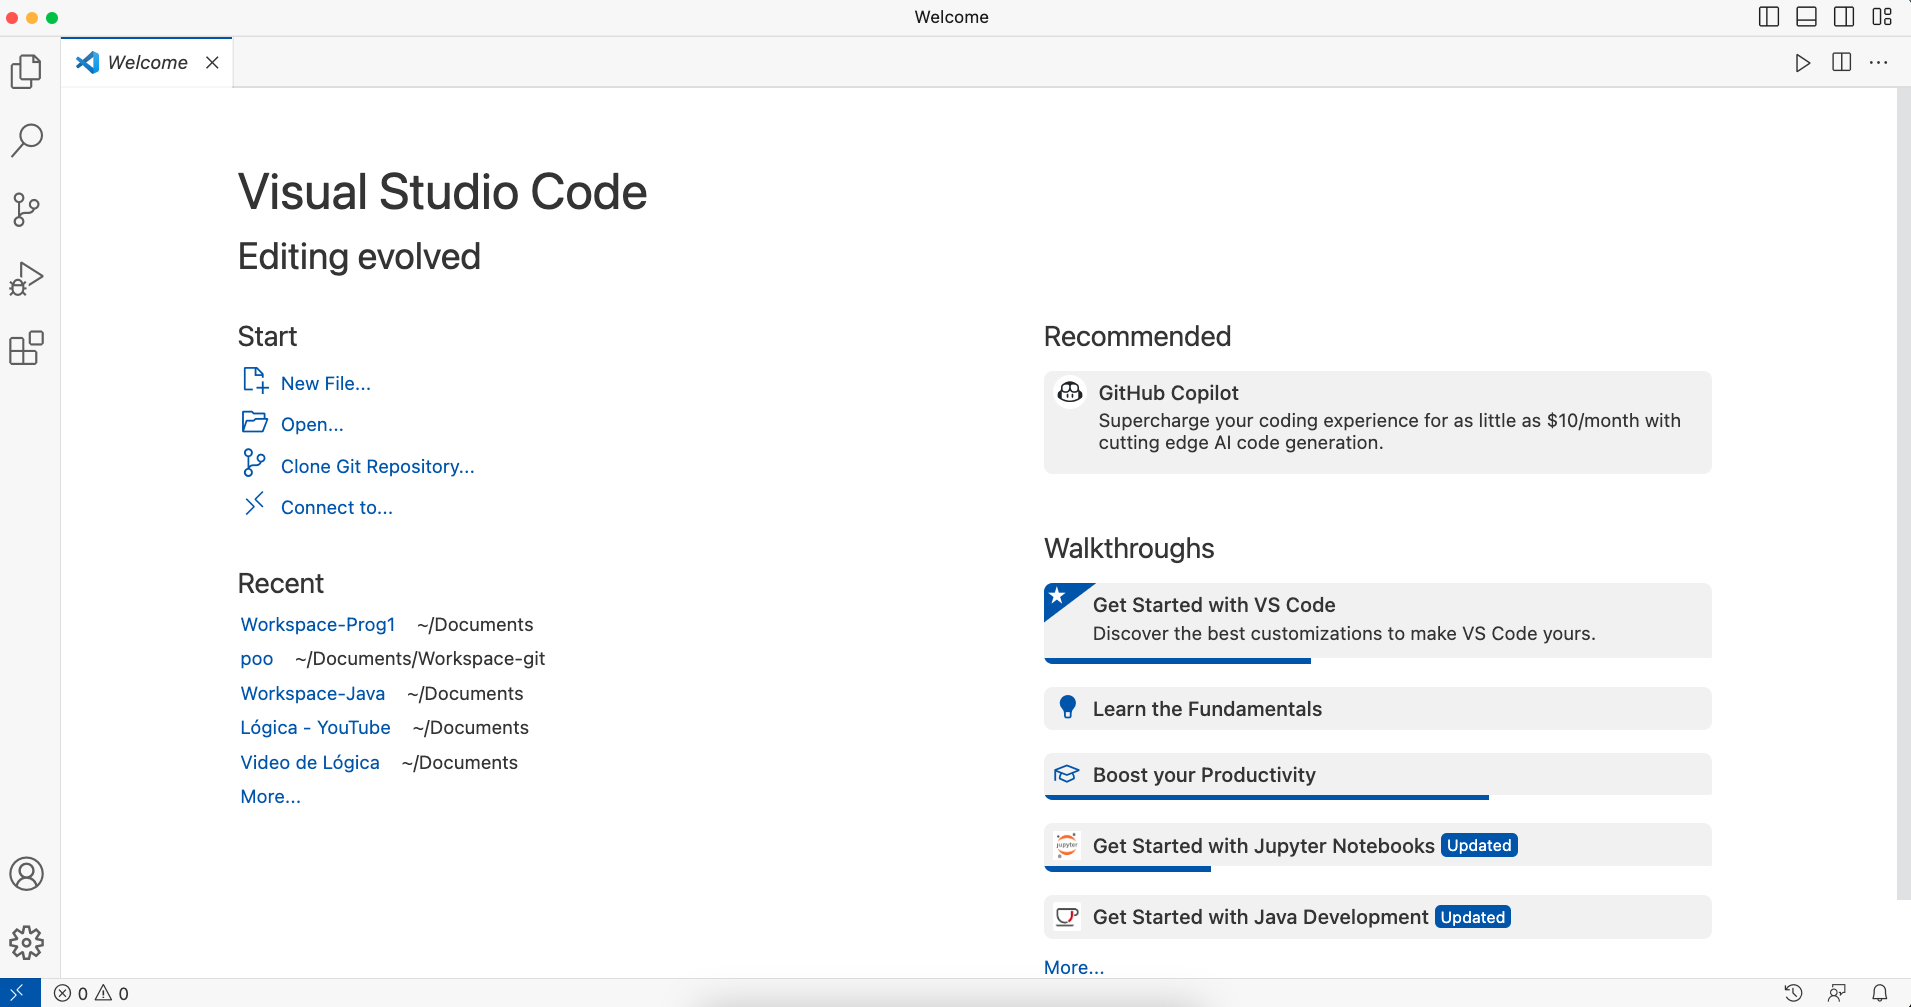 Welcome
Welcome
Visual Studio Code
Editing evolved
Start
New File...
Open...
Clone Git Repository...
Connect to...
Recent
Workspace-Prog1 ~/Documents
poo ~/Documents/Workspace-git
Workspace-Java ~/Documents
Lógica - YouTube ~/Documents
Video de Lógica ~/Documents
More...
Recommended
GitHub Copilot
Supercharge your coding experience for as little as $10/month with
cutting edge AI code generation.
Walkthroughs
Get Started with VS Code
Discover the best customizations to make VS Code yours.
Learn the Fundamentals
Boost your Productivity
jupyter
Get Started with Jupyter Notebooks Updated
Get Started with Java Development Updated
More...
0 0